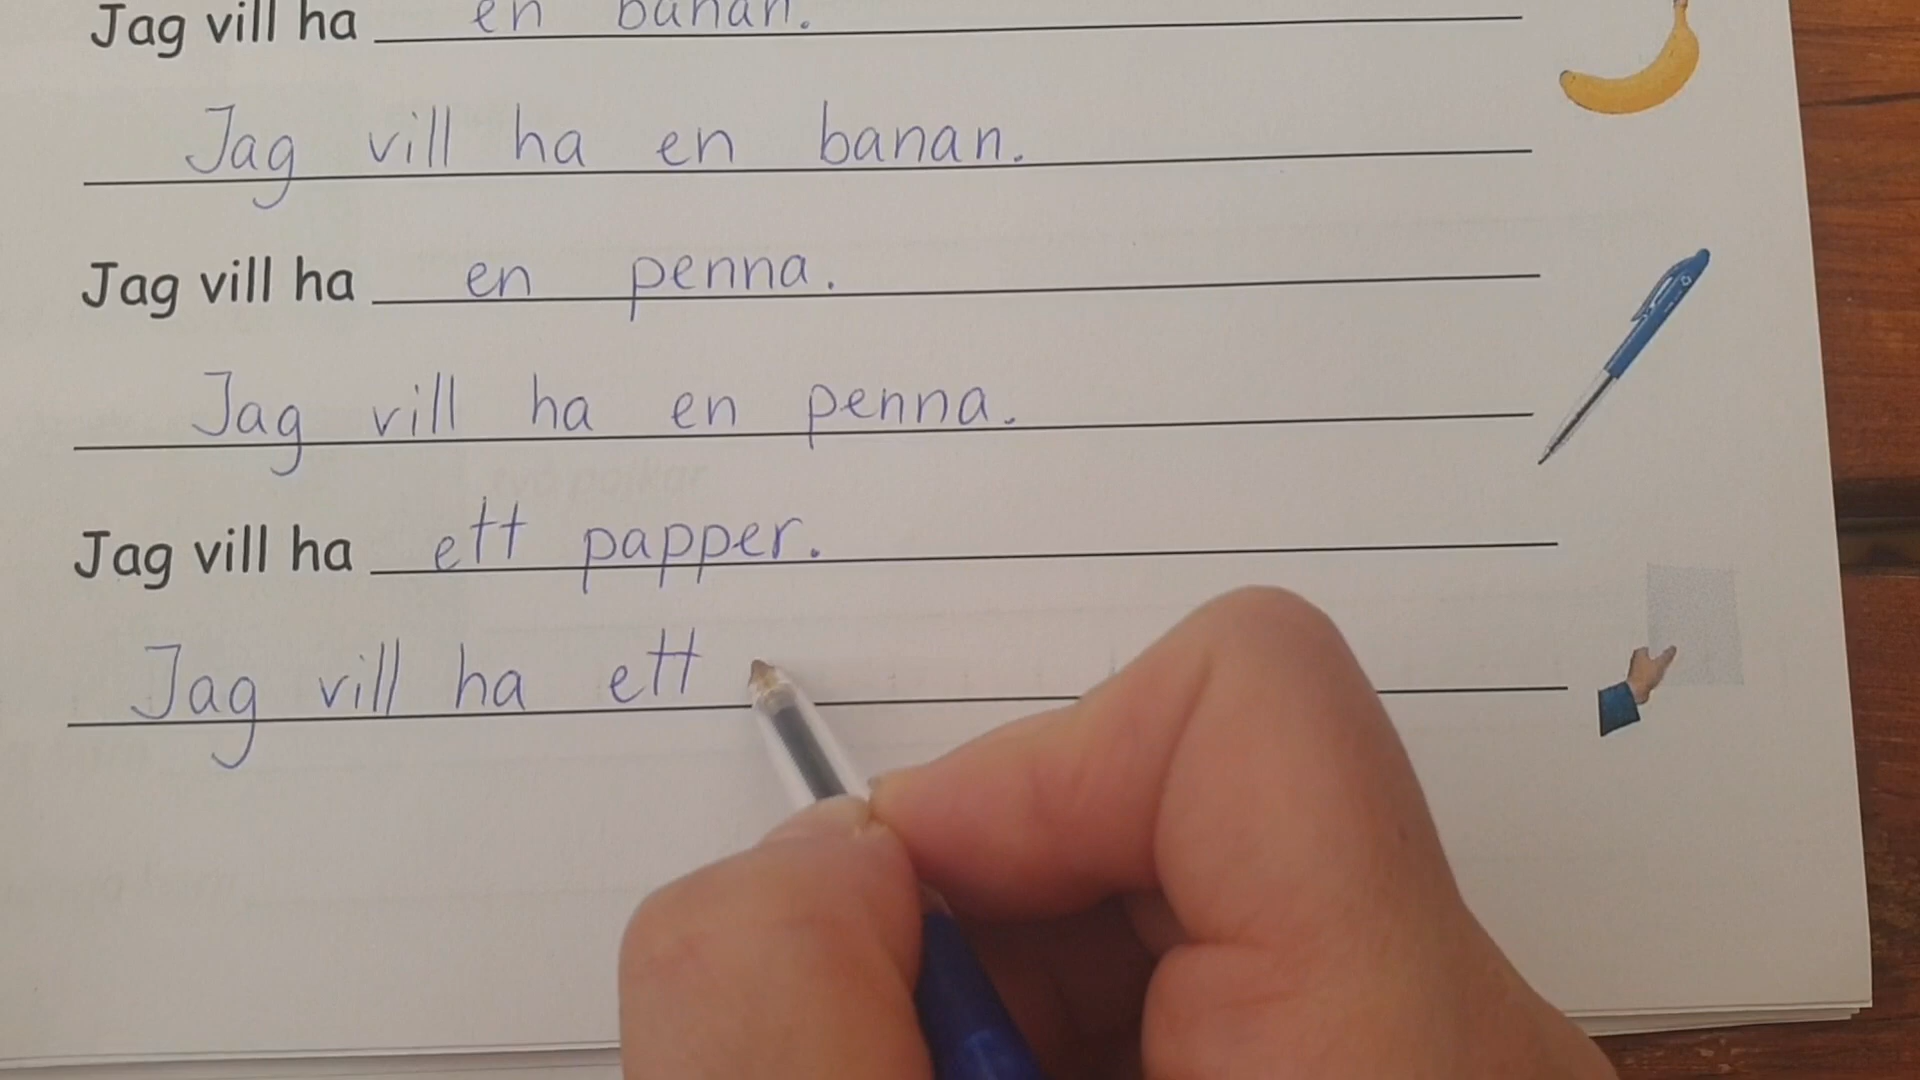 Jag vill ha en banan.
Jag vill ha en banan.
Jag vill ha en penna.
Jag vill ha en penna.
Jag vill ha ett papper.
Jag vill ha ett